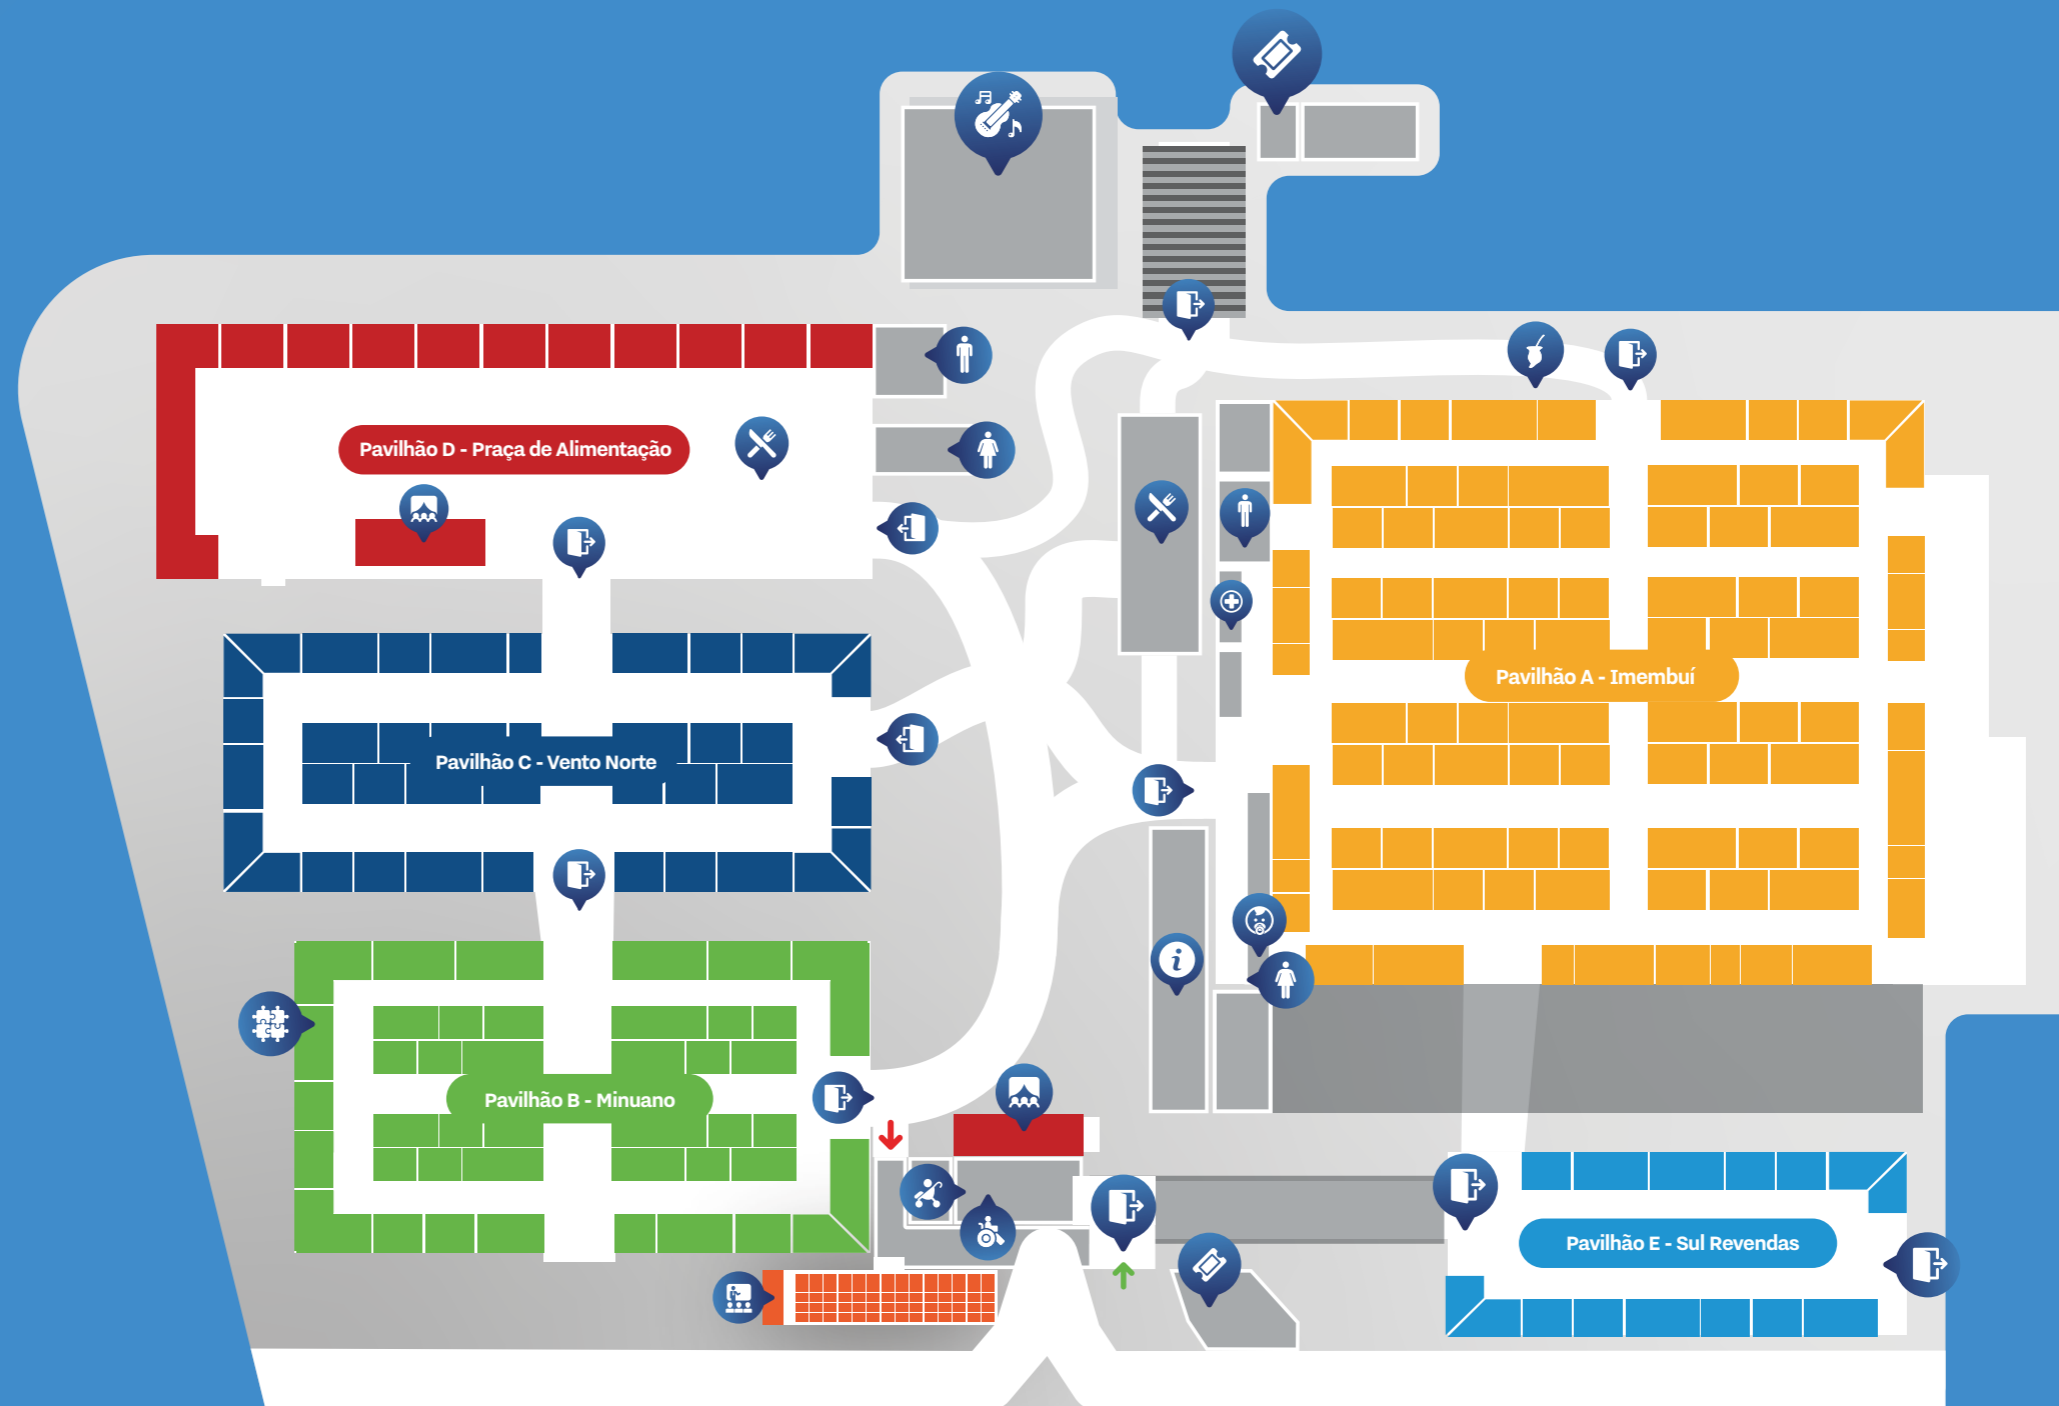 Pavilhão D - Praça de Alimentação
Pavilhão A - Imembuí
Pavilhão C - Vento Norte
i
Pavilhão B - Minuano
Pavilhão E - Sul Revendas